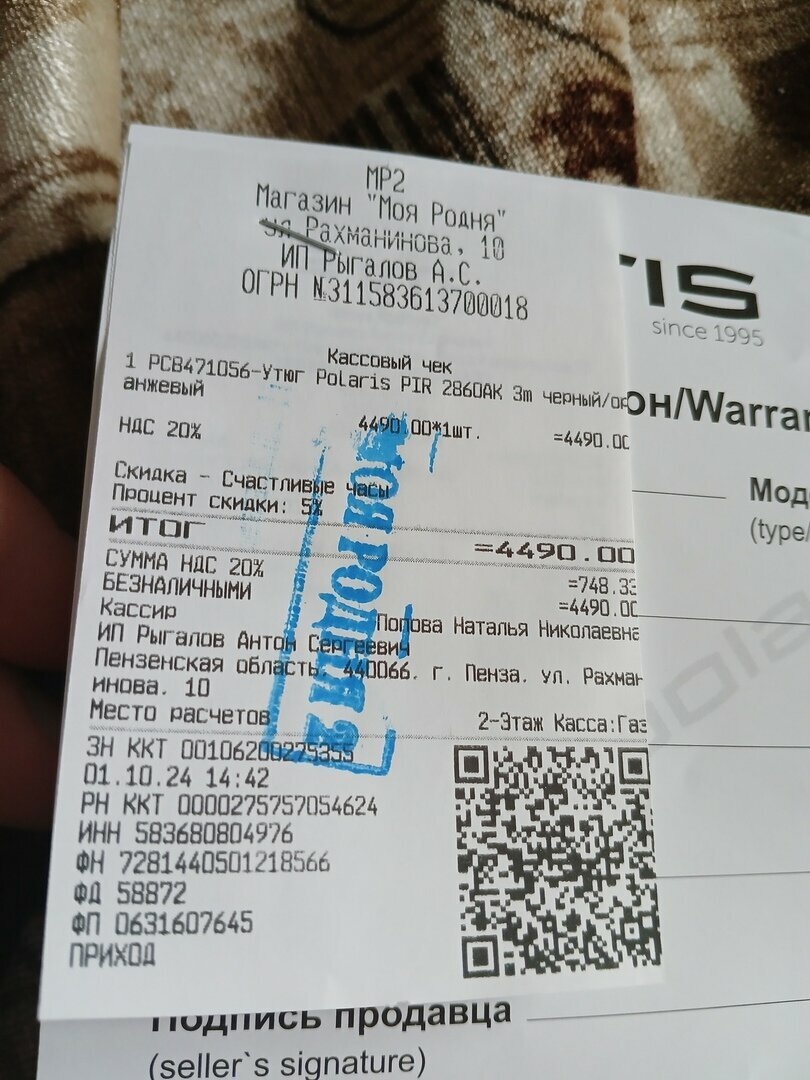 МР2
Магазин "Моя Родня"
ул Рахманинова, 10
ИП Рыгалов А.С.
ОГРН №311583613700018
Кассовый чек
1 РСВ471056-Утюг Polaris PIR 2860AK 3m черный/ор
анжевый
4490.00*1шт.
НДС 20% =4490.00
Скидка - Счастливые часы
Процент скидки: 5%
ИТОГ =4490.00
СУММА НДС 20% =748.33
БЕЗНАЛИЧНЫМИ =4490.00
Кассир Попова Наталья Николаевна
ИП Рыгалов Антон Сергеевич
Пензенская область, 440066, г. Пенза, ул. Рахман
инова, 10
Место расчетов 2-Этаж Касса:Газ
ЗН ККТ 00106200275355
01.10.24 14:42
РН ККТ 0000275757054624
ИНН 583680804976
ФН 7281440501218566
ФД 58872
ФП 0631607645
ПРИХОД
МОЯ РОДНЯ 2
IS
since 1995
он/Warran
Мод
(type/
Подпись продавца
(seller`s signature)